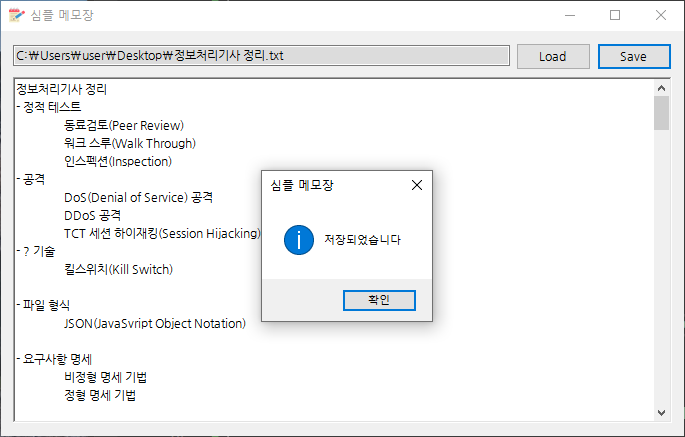 심플 메모장
C:\Users\user\Desktop\정보처리기사 정리.txt
Load
Save
정보처리기사 정리
- 정적 테스트
동료검토(Peer Review)
워크 스루(Walk Through)
인스펙션(Inspection)
- 공격
DoS(Denial of Service) 공격
DDoS 공격
TCT 세션 하이재킹(Session Hijacking)
- ? 기술
킬스위치(Kill Switch)
- 파일 형식
JSON(JavaSvript Object Notation)
- 요구사항 명세
비정형 명세 기법
정형 명세 기법
심플 메모장
저장되었습니다
확인